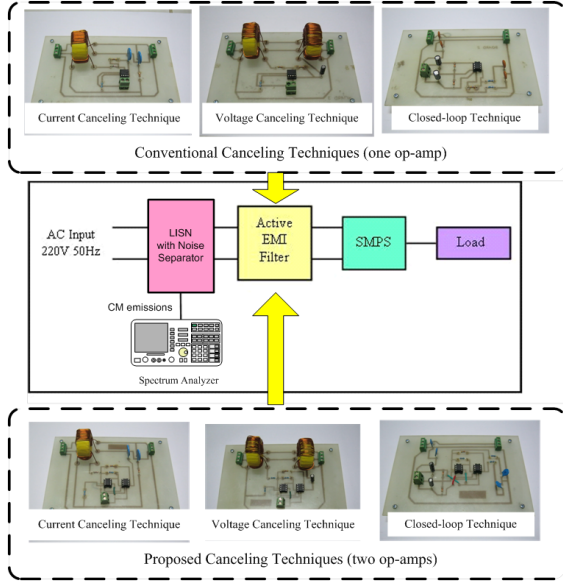 Current Canceling Technique
Voltage Canceling Technique
Closed-loop Technique
Conventional Canceling Techniques (one op-amp)
AC Input
220V 50Hz
LISN
with Noise
Separator
Active
EMI
Filter
SMPS
Load
CM emissions
Spectrum Analyzer
Current Canceling Technique
Voltage Canceling Technique
Closed-loop Technique
Proposed Canceling Techniques (two op-amps)